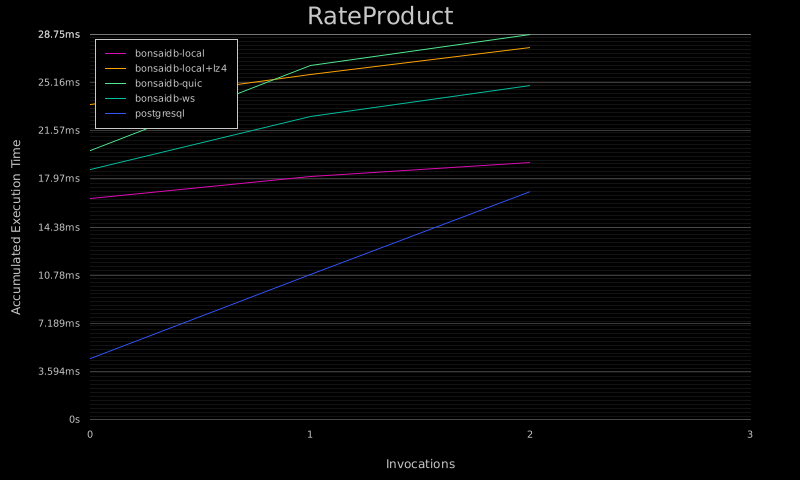 RateProduct
28.75ms
bonsaidb-local
bonsaidb-local+lz4
bonsaidb-quic
bonsaidb-ws
postgresql
25.16ms
21.57ms
17.97ms
14.38ms
10.78ms
7.189ms
3.594ms
0s
Accumulated Execution Time
0 1 2 3
Invocations